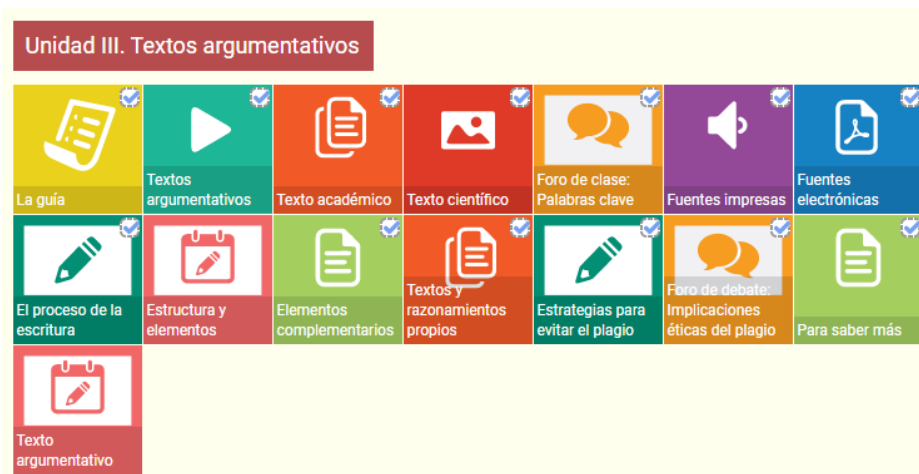 Unidad III. Textos argumentativos
La guía
Textos
argumentativos
Texto académico
Texto científico
Foro de clase:
Palabras clave
Fuentes impresas
Fuentes
electrónicas
El proceso de la
escritura
Estructura y
elementos
Elementos
complementarios
Textos y
razonamientos
propios
Estrategias para
evitar el plagio
Foro de debate:
Implicaciones
éticas del plagio
Para saber más
Texto
argumentativo